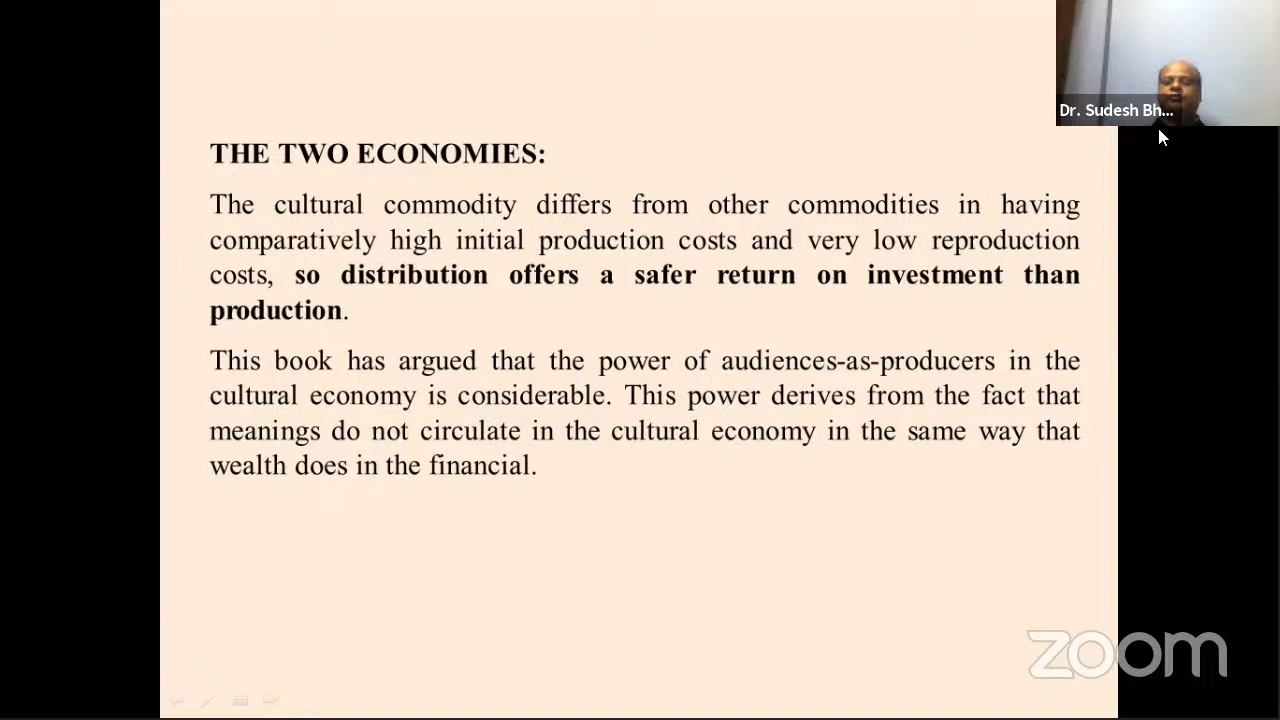 Dr. Sudesh Bh...
THE TWO ECONOMIES:
The cultural commodity differs from other commodities in having
comparatively high initial production costs and very low reproduction
costs, so distribution offers a safer return on investment than
production.
This book has argued that the power of audiences-as-producers in the
cultural economy is considerable. This power derives from the fact that
meanings do not circulate in the cultural economy in the same way that
wealth does in the financial.
zoom